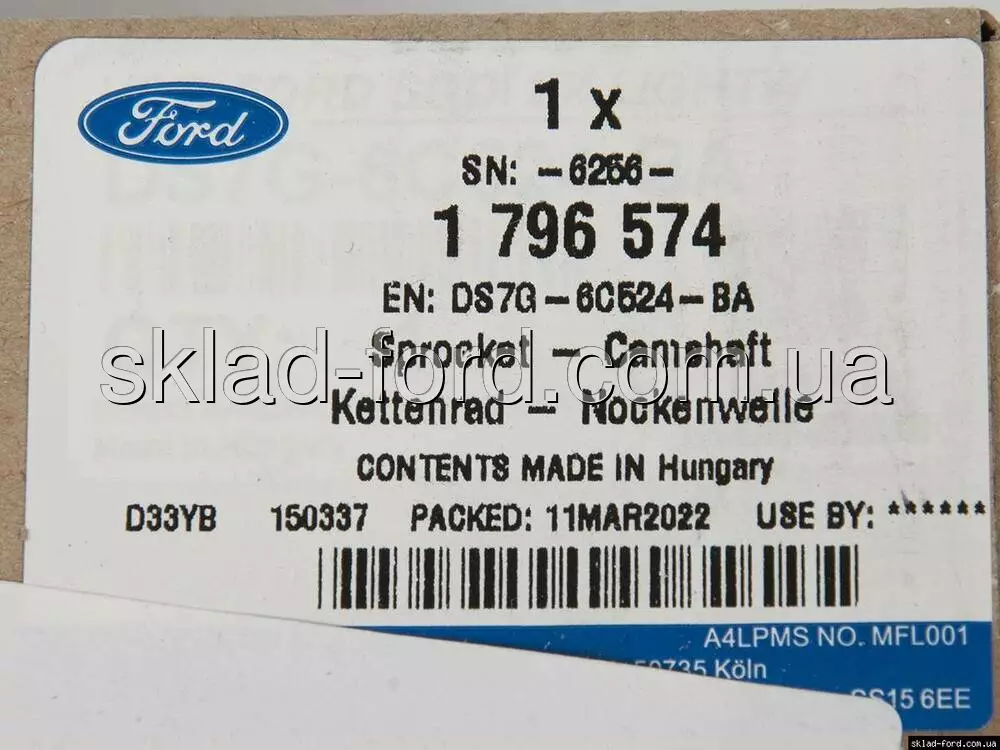 Ford
1 x
SN: -6256-
1 796 574
EN: DS7G-6C524-BA
Sprocket - Camshaft
sklad-ford.com.ua
Kettenrad - Nockenwelle
CONTENTS MADE IN Hungary
D33YB 150337 PACKED: 11MAR2022 USE BY: ******
A4LPMS NO. MFL001
50735 Köln
SS15 6EE
sklad-ford.com.ua